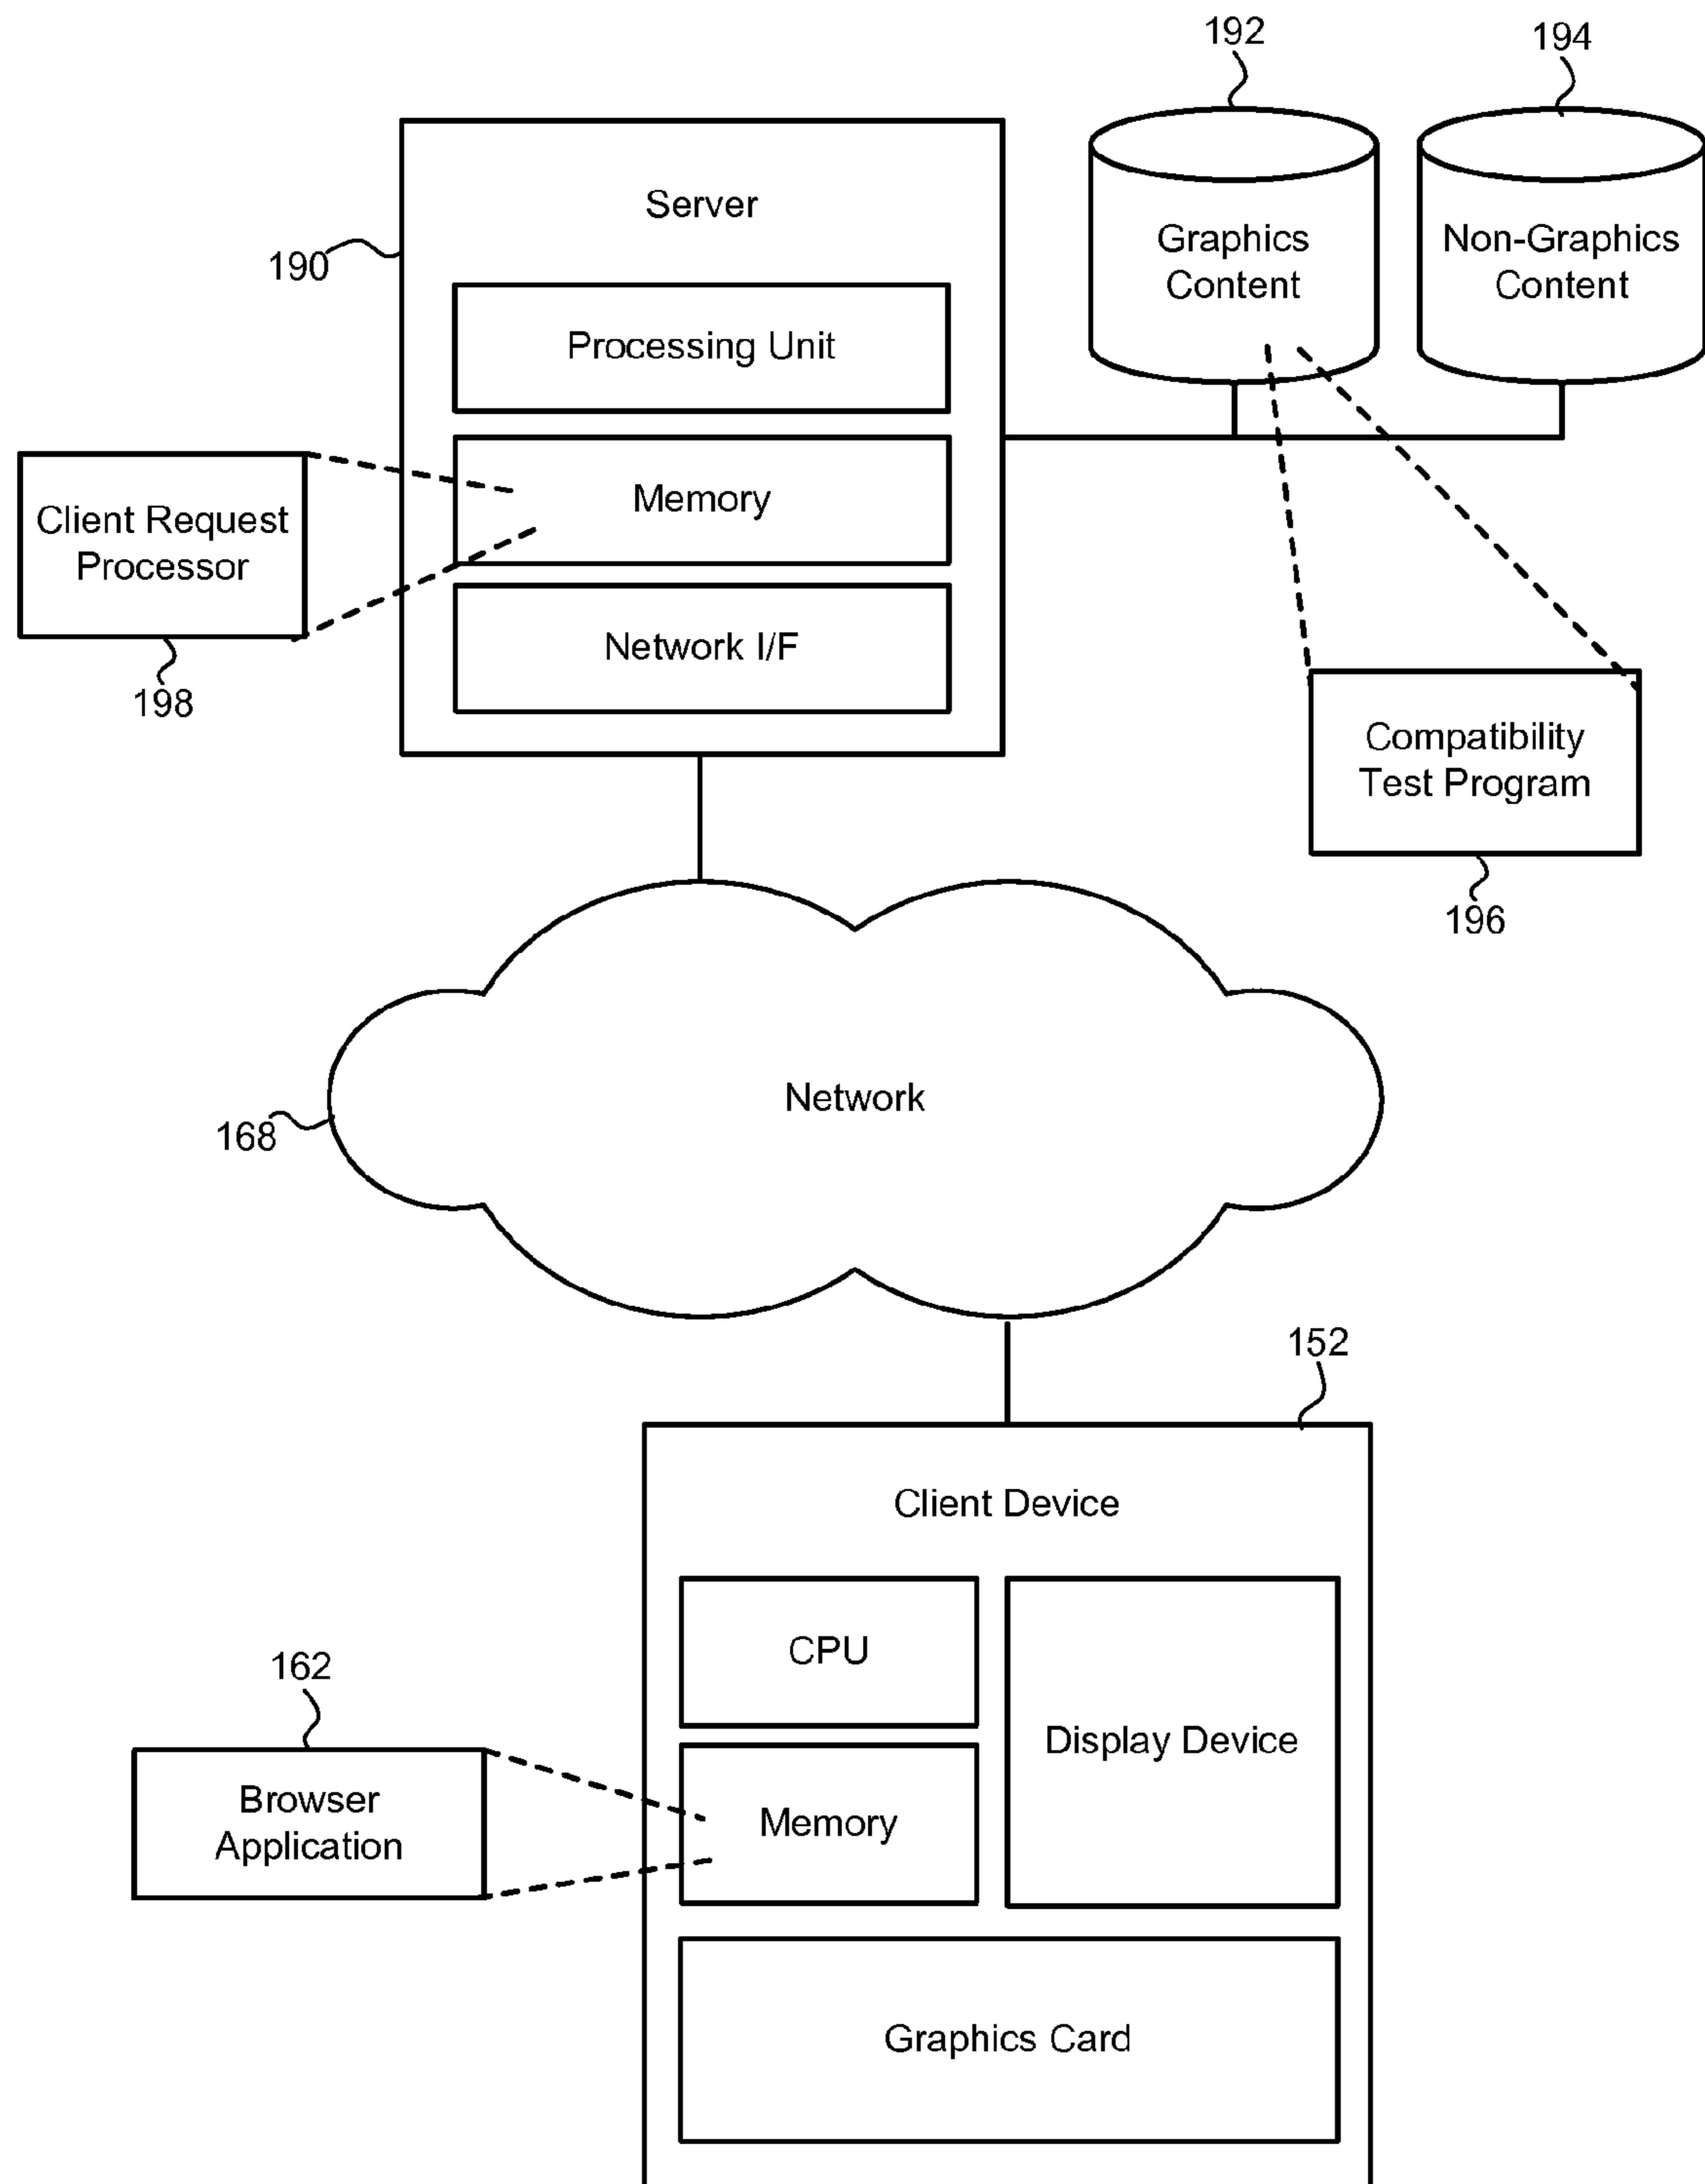 192
194
Server
190
Graphics
Content
Non-Graphics
Content
Processing Unit
Memory
Client Request
Processor
198
Network I/F
Compatibility
Test Program
196
Network
168
152
Client Device
CPU
Display Device
162
Browser
Application
Memory
Graphics Card